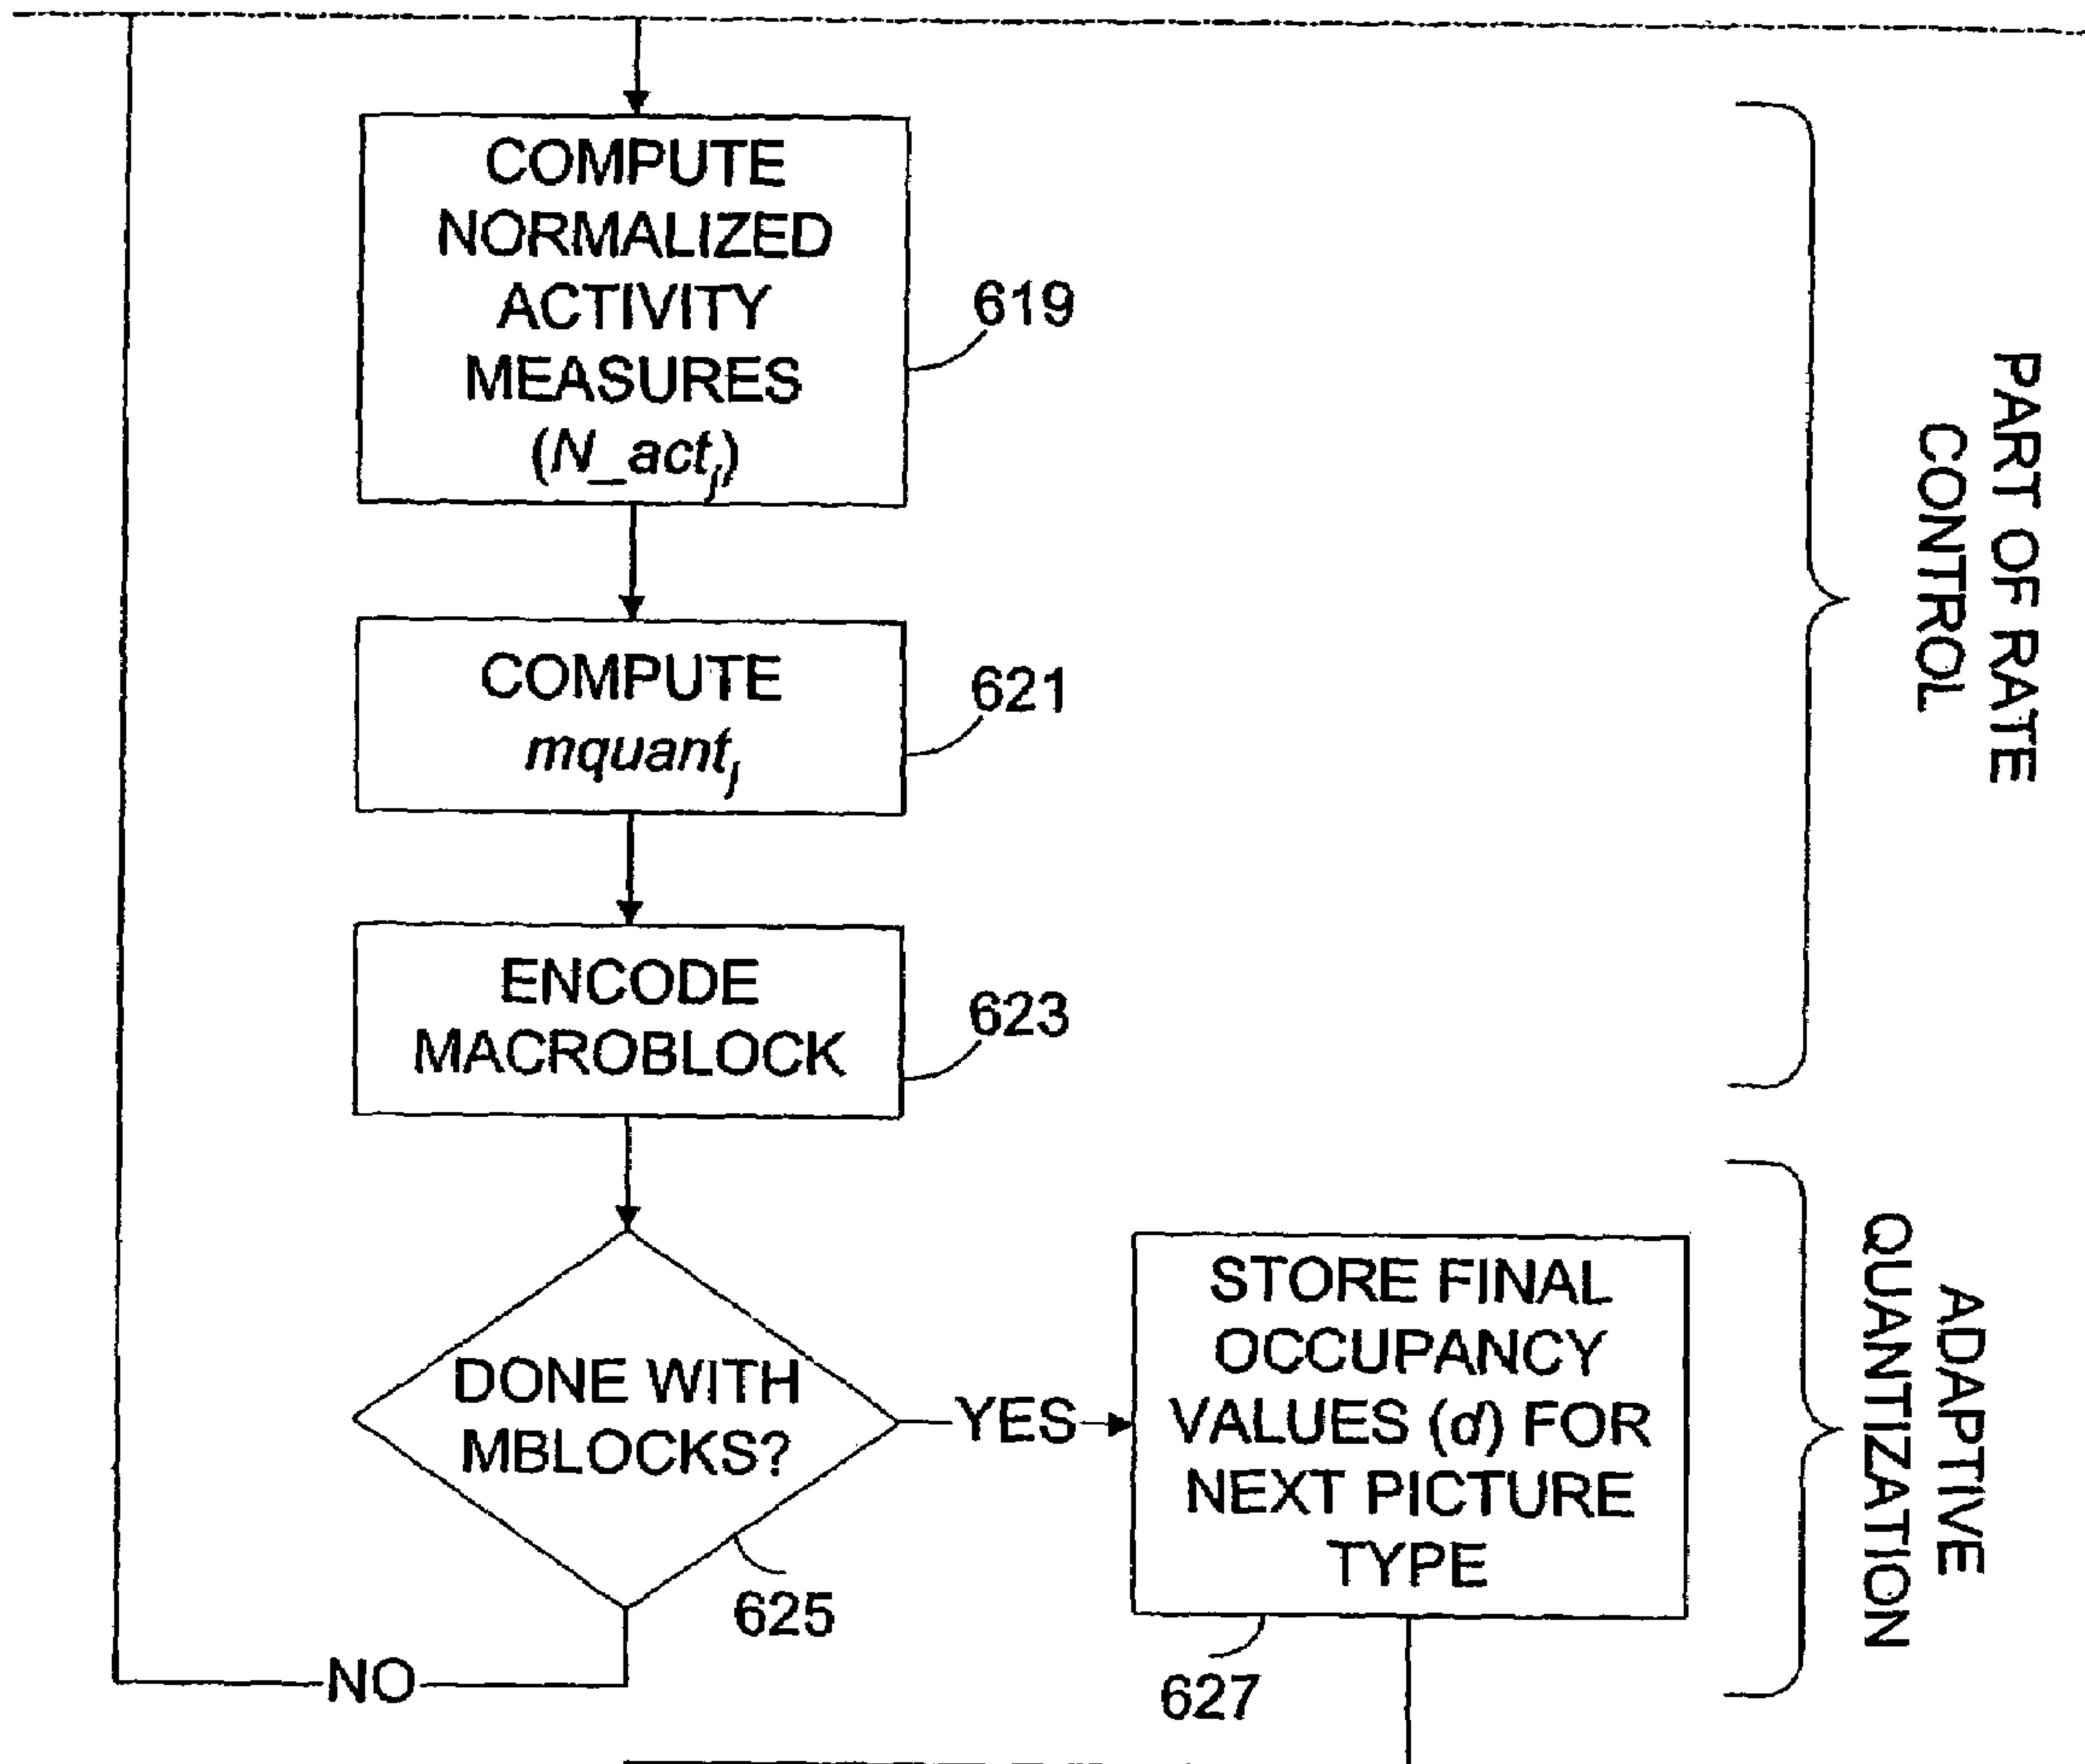 COMPUTE
NORMALIZED
ACTIVITY
MEASURES
(N_actj)
619
COMPUTE
mquantj
621
ENCODE
MACROBLOCK
623
PART OF RATE
CONTROL
DONE WITH
MBLOCKS?
625
YES
NO
STORE FINAL
OCCUPANCY
VALUES (d) FOR
NEXT PICTURE
TYPE
627
ADAPTIVE
QUANTIZATION